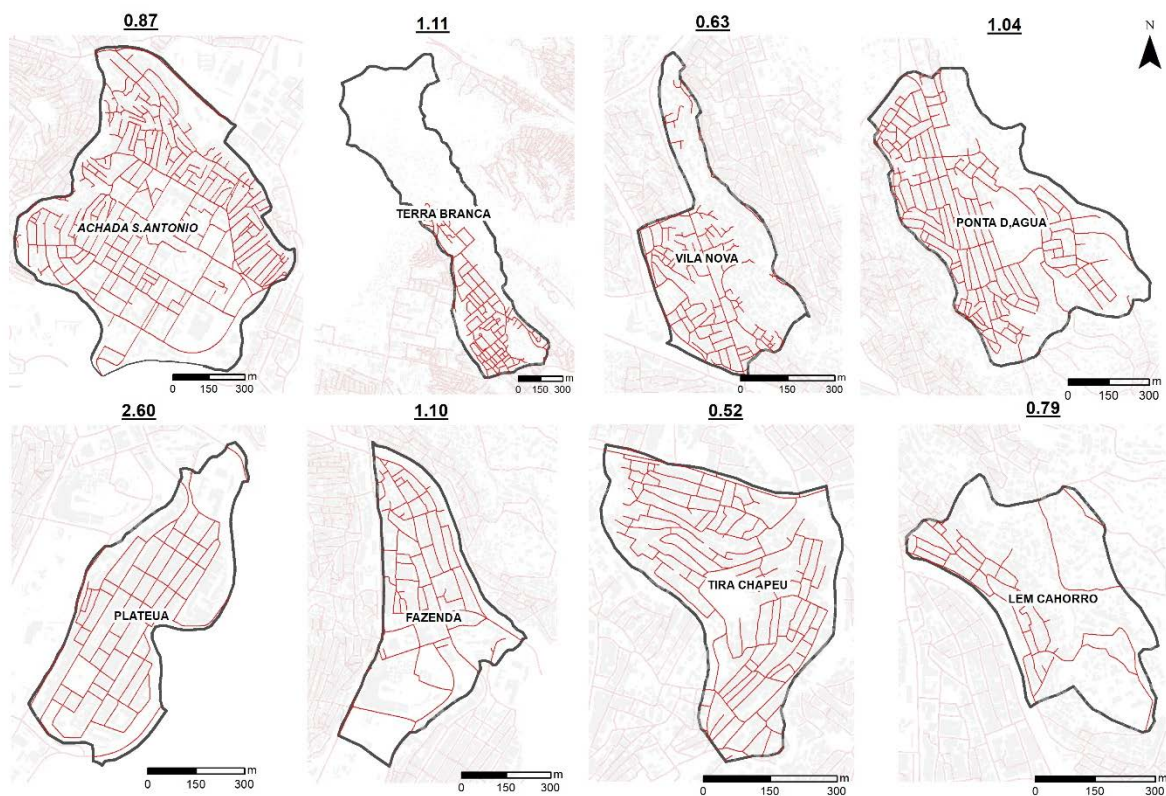 0.87
1.11
0.63
1.04
N
ACHADA S.ANTONIO
TERRA BRANCA
VILA NOVA
PONTA D,AGUA
0 150 300 m
0 150 300 m
0 150 300 m
0 150 300 m
2.60
1.10
0.52
0.79
PLATEUA
FAZENDA
TIRA CHAPEU
LEM CAHORRO
0 150 300 m
0 150 300 m
0 150 300 m
0 150 300 m